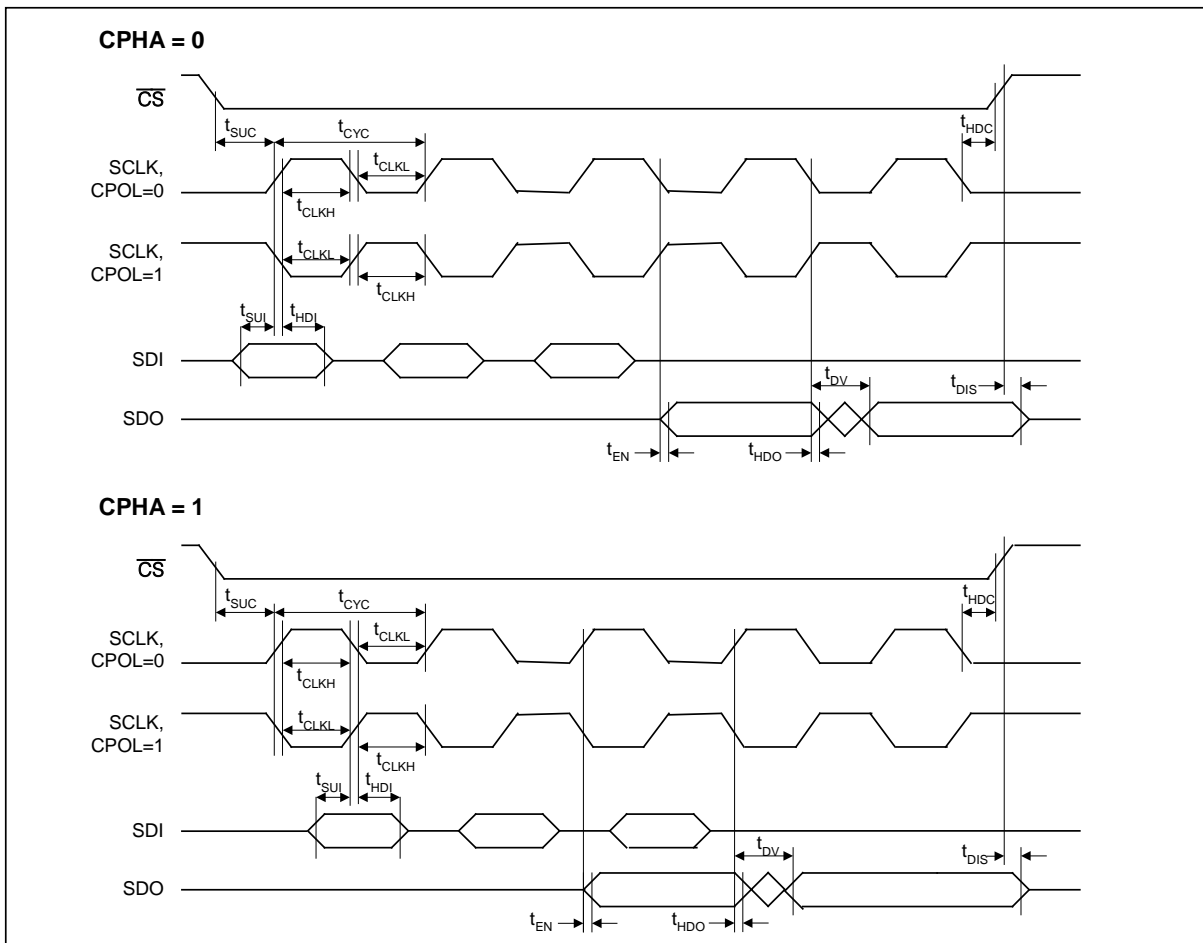 CPHA = 0
CS
tSUC
tCYC
tHDC
SCLK,
CPOL=0
tCLKL
tCLKH
SCLK,
CPOL=1
tCLKL
tCLKH
tSUI
tHDI
SDI
tDV
tDIS
SDO
tEN
tHDO
CPHA = 1
CS
tSUC
tCYC
tHDC
SCLK,
CPOL=0
tCLKL
tCLKH
SCLK,
CPOL=1
tCLKL
tCLKH
tSUI
tHDI
SDI
tDV
tDIS
SDO
tEN
tHDO